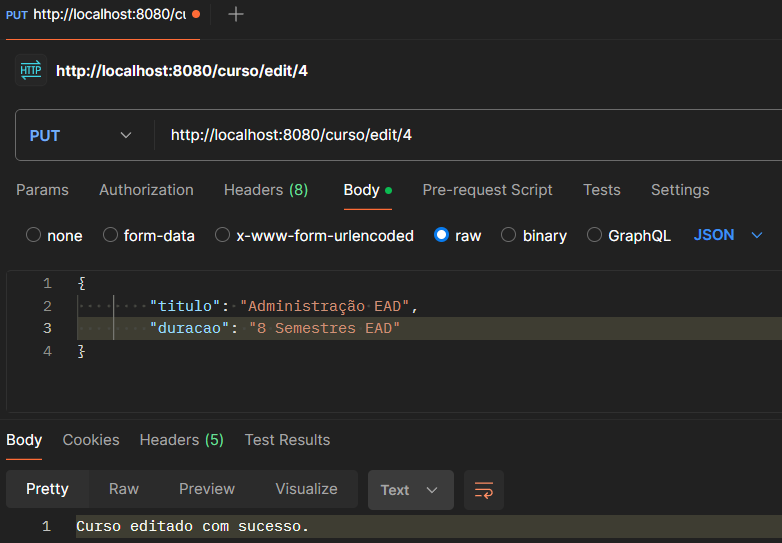 PUT http://localhost:8080/cu
HTTP http://localhost:8080/curso/edit/4
PUT http://localhost:8080/curso/edit/4
Params Authorization Headers (8) Body Pre-request Script Tests Settings
none form-data x-www-form-urlencoded raw binary GraphQL JSON
1 {
2 "titulo": "Administração EAD",
3 "duracao": "8 Semestres EAD"
4 }
Body Cookies Headers (5) Test Results
Pretty Raw Preview Visualize Text
1 Curso editado com sucesso.